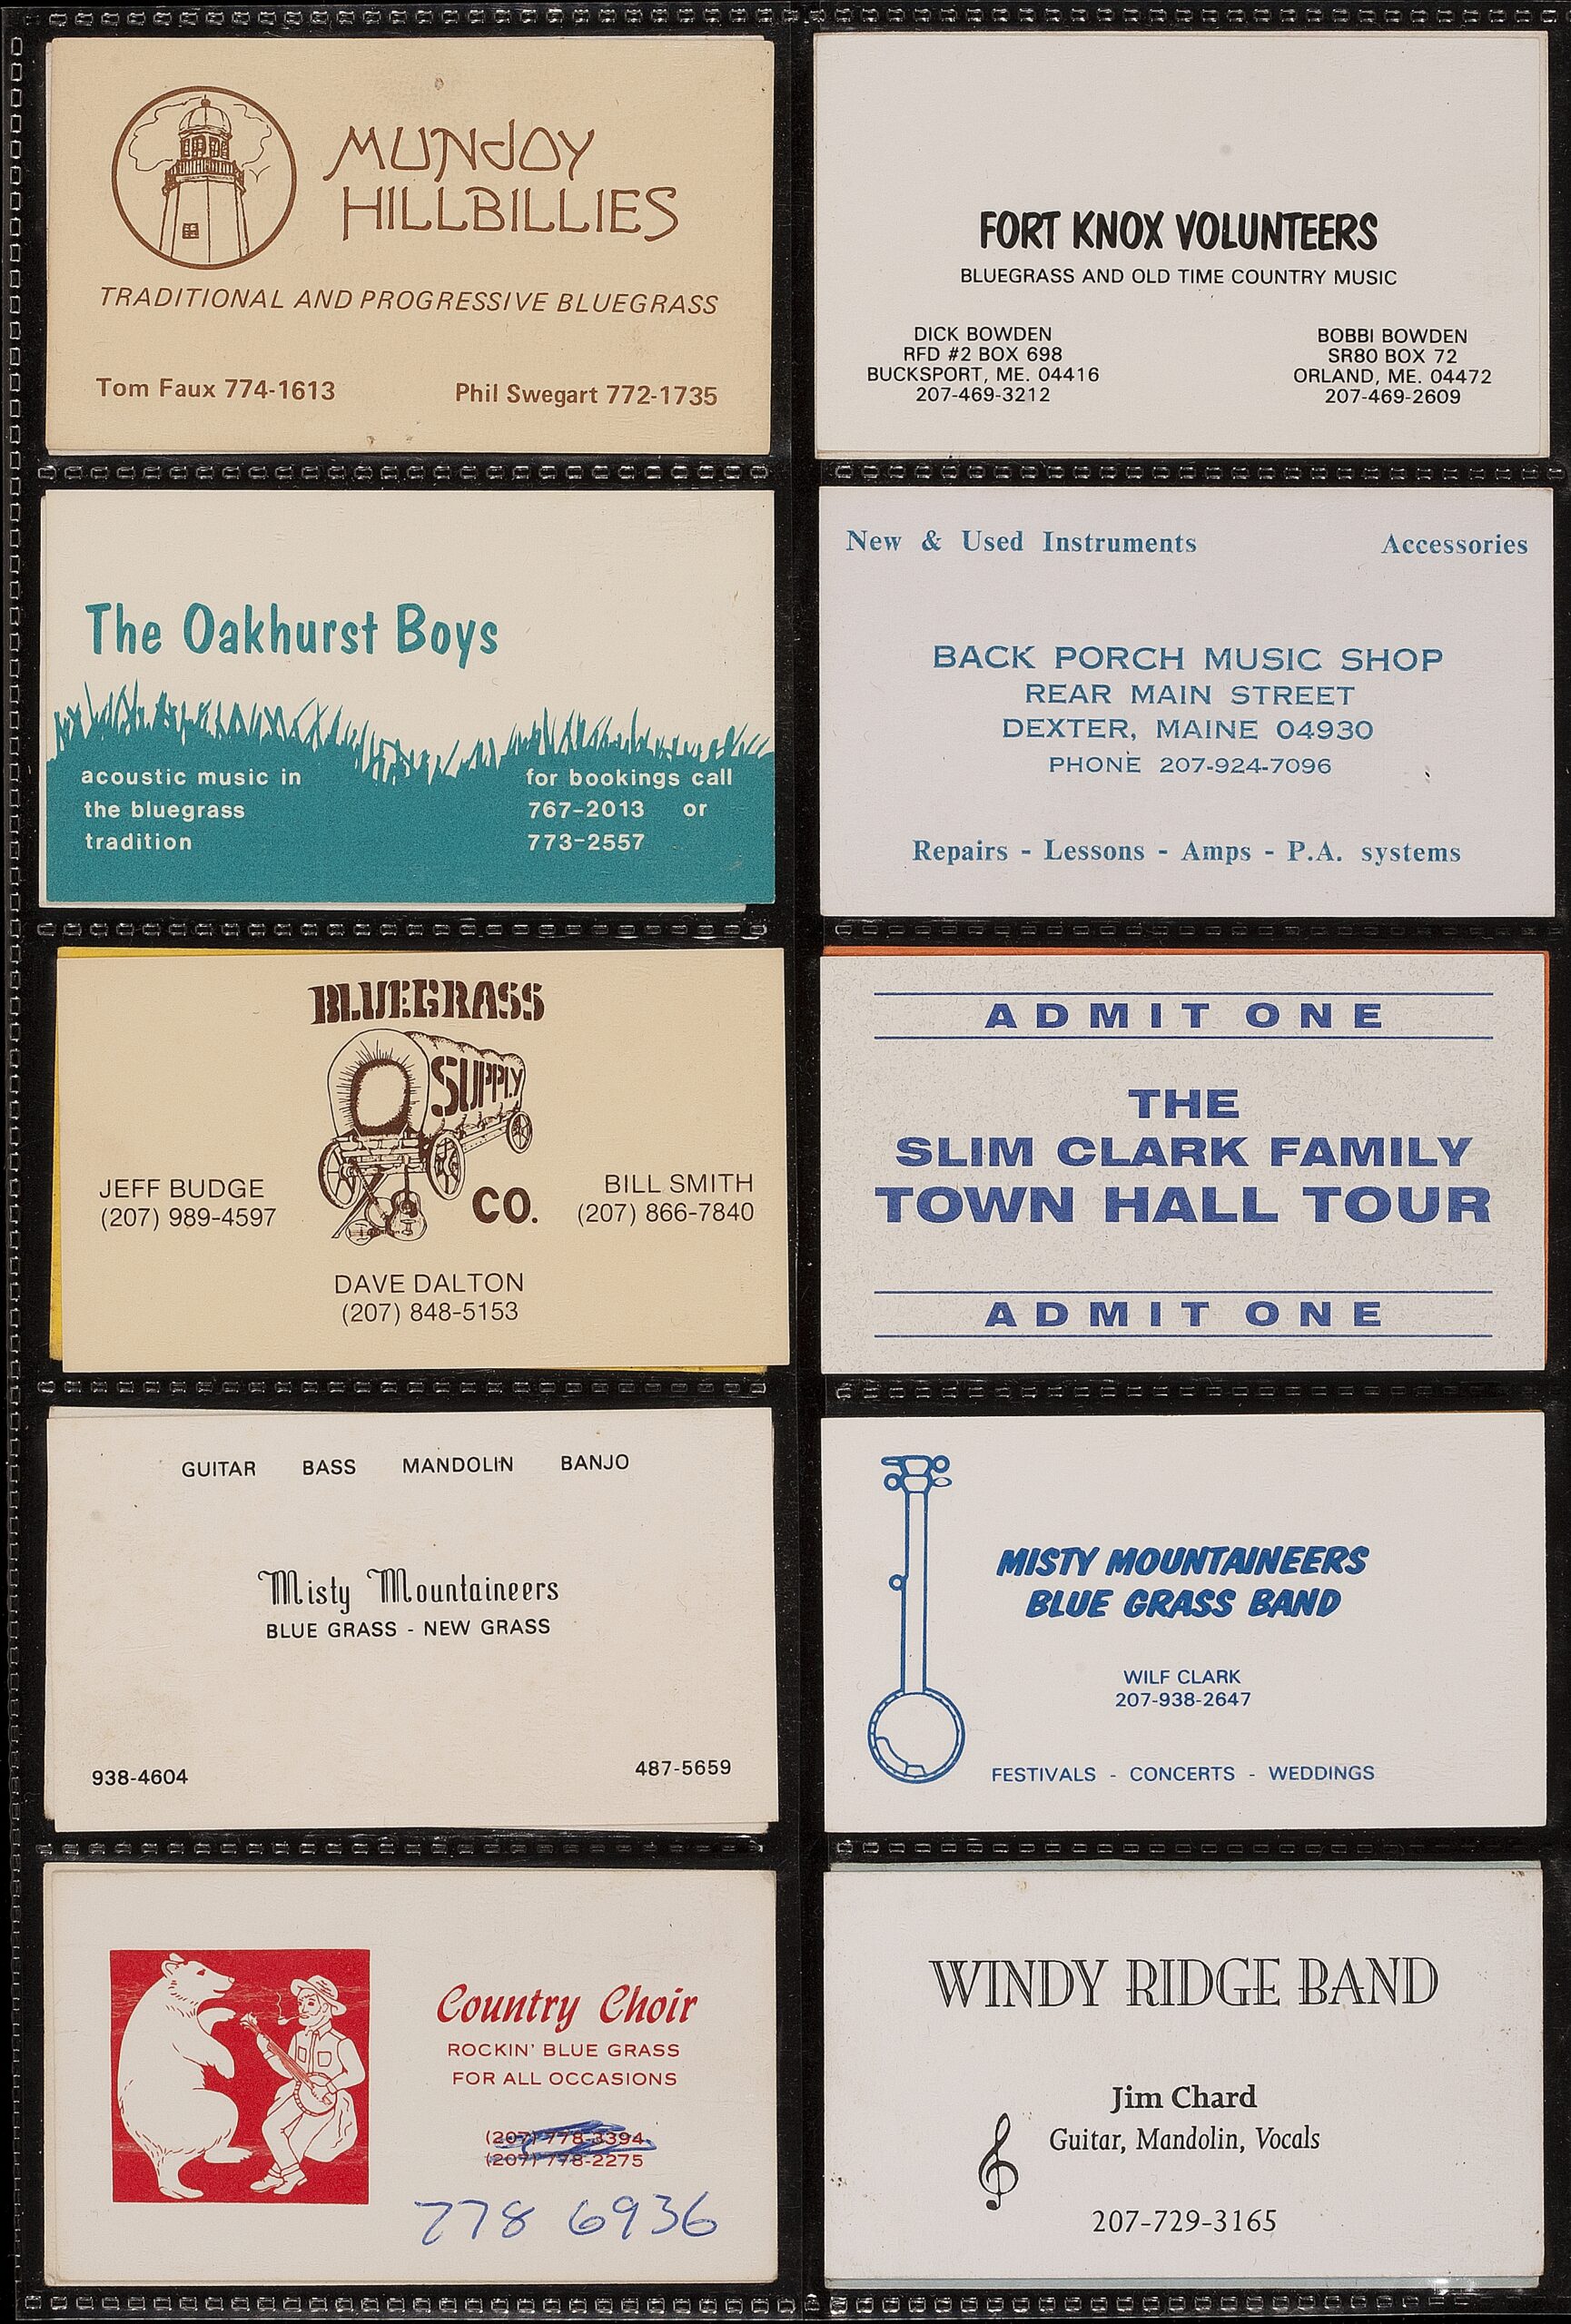 MUNJOY
HILLBILLIES
TRADITIONAL AND PROGRESSIVE BLUEGRASS
Tom Faux 774-1613
Phil Swegart 772-1735
FORT KNOX VOLUNTEERS
BLUEGRASS AND OLD TIME COUNTRY MUSIC
DICK BOWDEN
RFD #2 BOX 698
BUCKSPORT, ME. 04416
207-469-3212
BOBBI BOWDEN
SR80 BOX 72
ORLAND, ME. 04472
207-469-2609
The Oakhurst Boys
acoustic music in
the bluegrass
tradition
for bookings call
767-2013 or
773-2557
New & Used Instruments Accessories
BACK PORCH MUSIC SHOP
REAR MAIN STREET
DEXTER, MAINE 04930
PHONE 207-924-7096
Repairs - Lessons - Amps - P.A. systems
BLUEGRASS
SUPPLY
CO.
JEFF BUDGE
(207) 989-4597
BILL SMITH
(207) 866-7840
DAVE DALTON
(207) 848-5153
ADMIT ONE
THE
SLIM CLARK FAMILY
TOWN HALL TOUR
ADMIT ONE
GUITAR BASS MANDOLIN BANJO
Misty Mountaineers
BLUE GRASS - NEW GRASS
938-4604
487-5659
MISTY MOUNTAINEERS
BLUE GRASS BAND
WILF CLARK
207-938-2647
FESTIVALS - CONCERTS - WEDDINGS
Country Choir
ROCKIN' BLUE GRASS
FOR ALL OCCASIONS
(207) 778-3394
(207) 778-2275
778 6936
WINDY RIDGE BAND
Jim Chard
Guitar, Mandolin, Vocals
207-729-3165